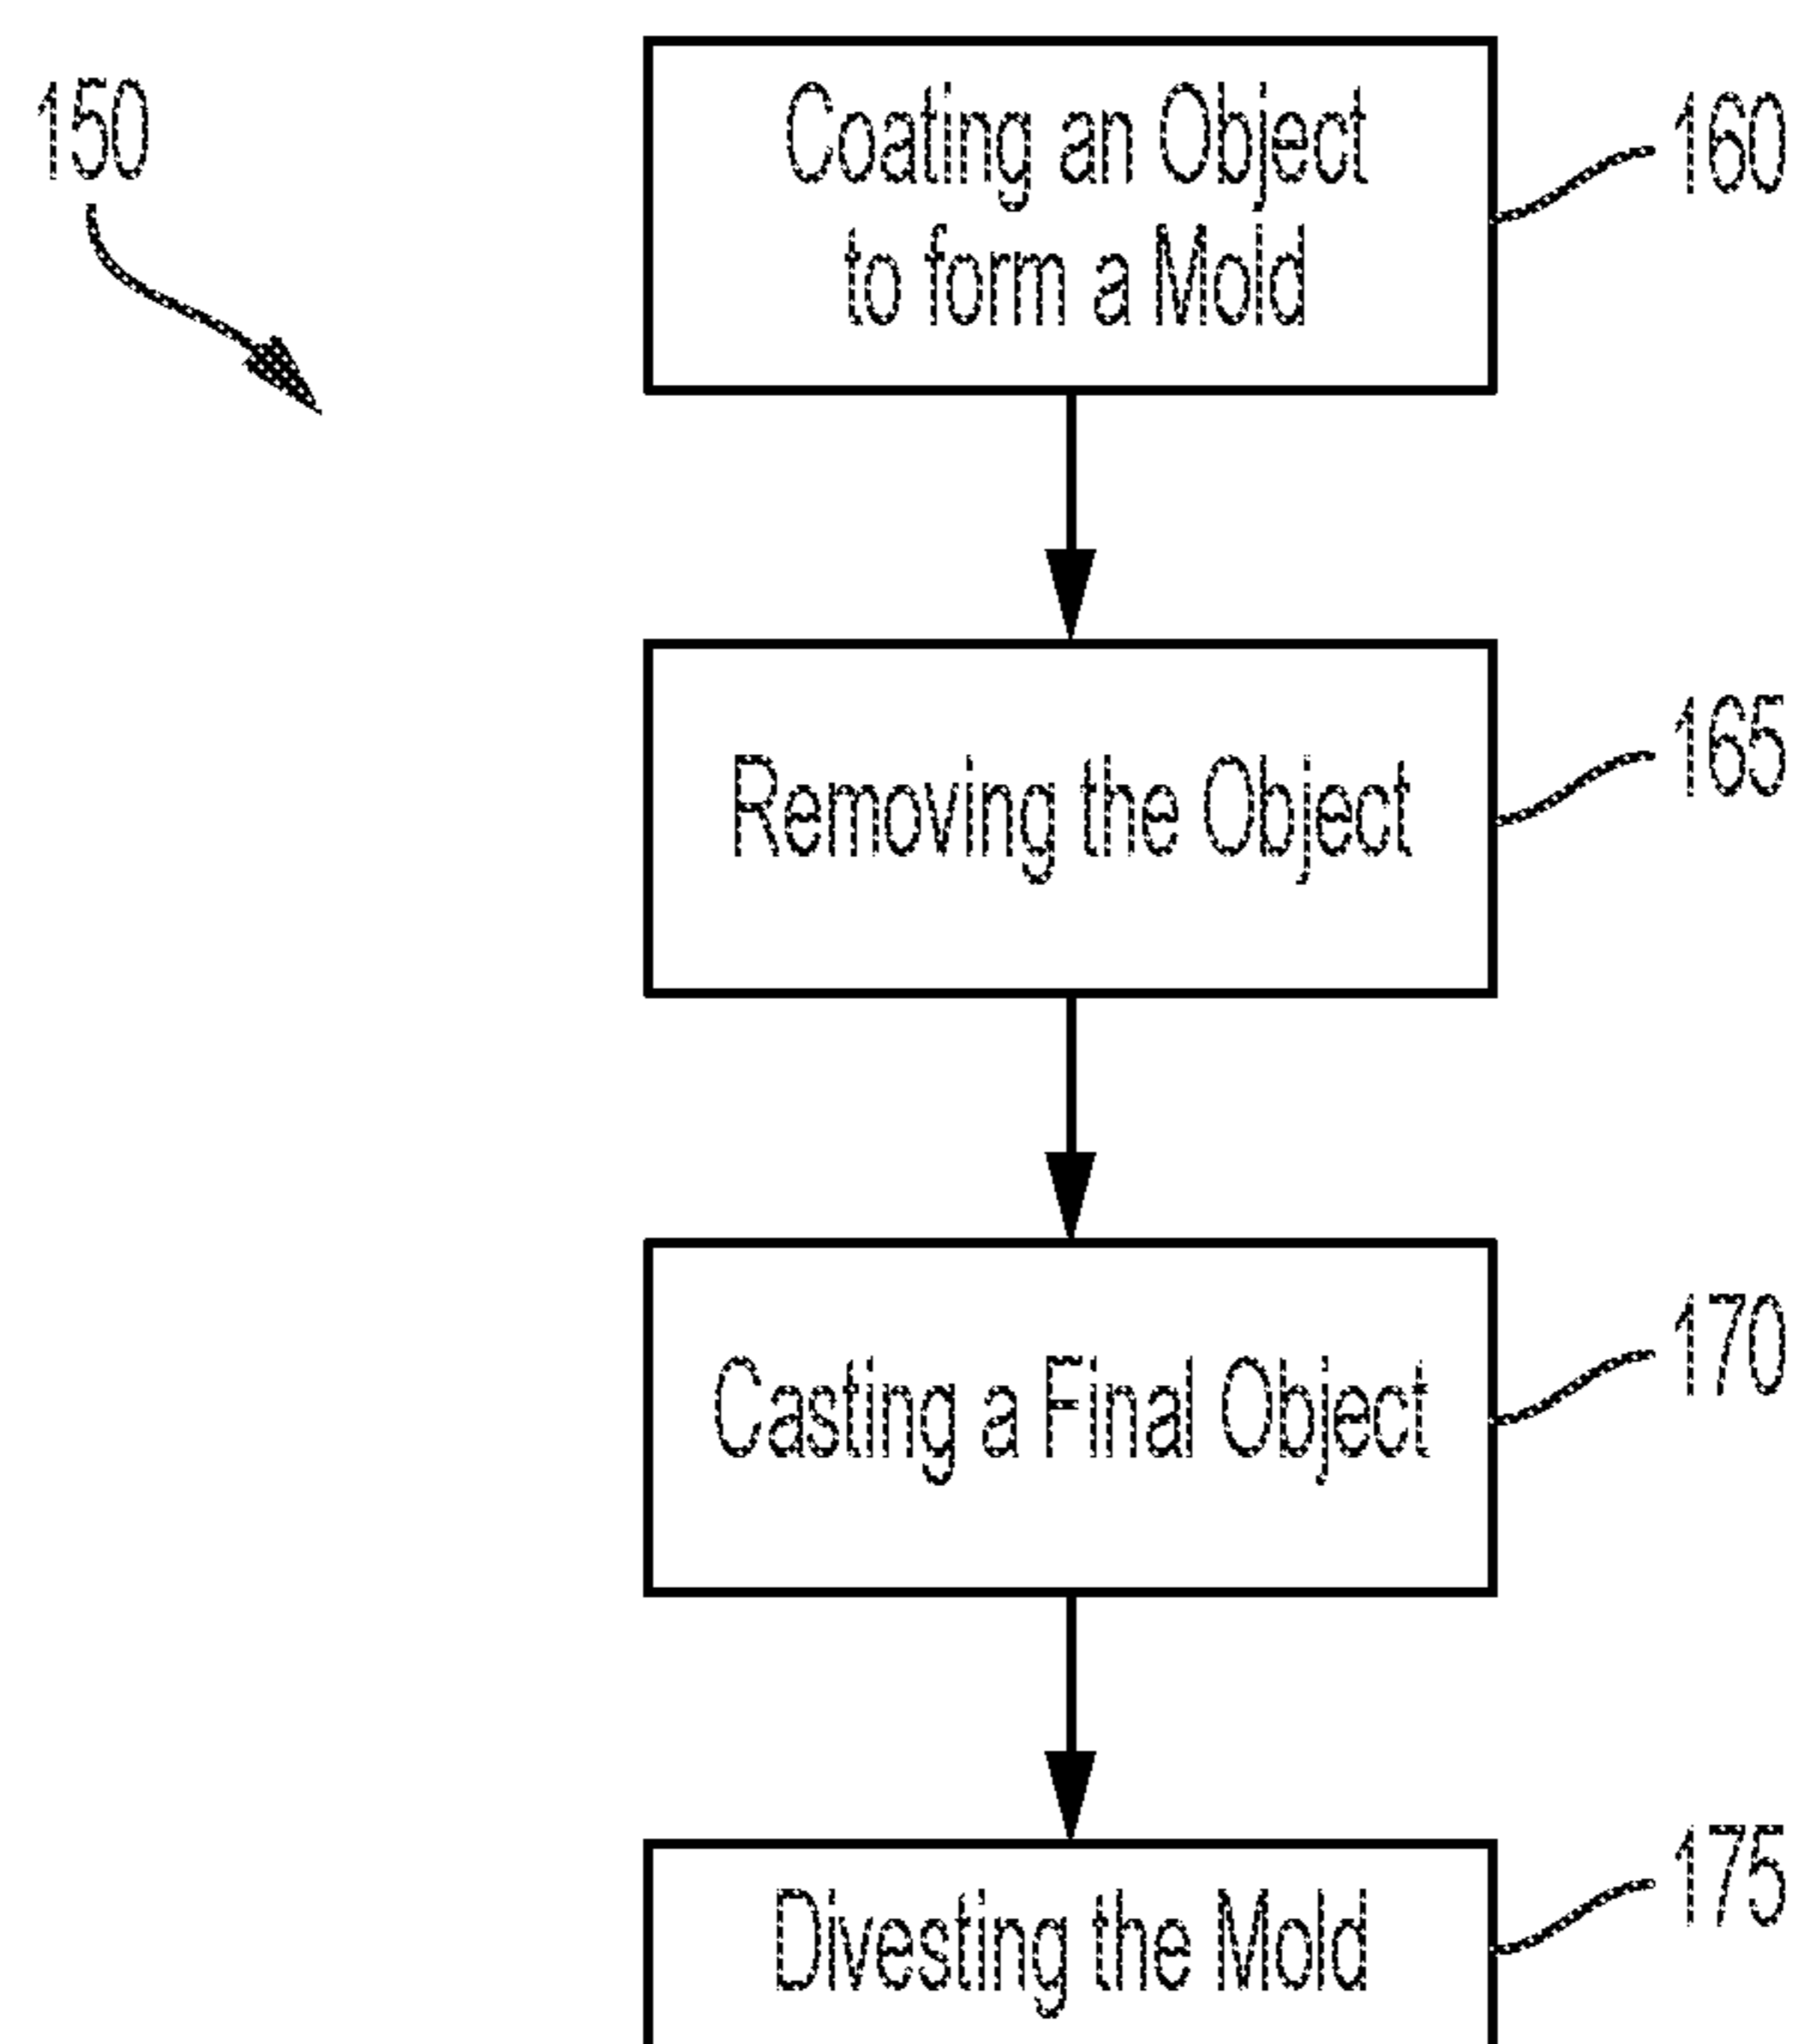 150
Coating an Object
to form a Mold
160
Removing the Object
165
Casting a Final Object
170
Divesting the Mold
175